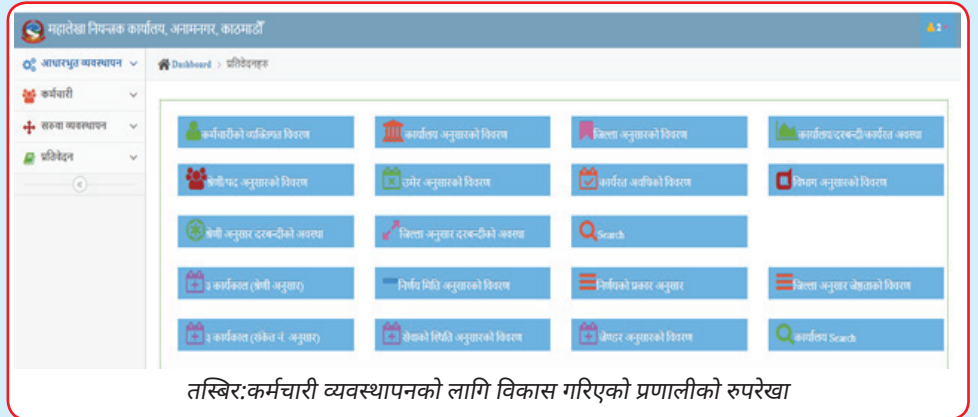 महालेखा नियन्त्रक कार्यालय, अनामनगर, काठमाडौँ
2
आधारभुत व्यवस्थापन
Dashboard > प्रतिवेदनहरु
कर्मचारी
सरुवा व्यवस्थापन
प्रतिवेदन
कर्मचारीको व्यक्तिगत विवरण
कार्यालय अनुसारको विवरण
जिल्ला अनुसारको विवरण
कार्यालय/दरबन्दी/कार्यरत अवस्था
श्रेणी/पद अनुसारको विवरण
उमेर अनुसारको विवरण
कार्यरत अवधिको विवरण
विभाग अनुसारको विवरण
श्रेणी अनुसार दरबन्दीको अवस्था
जिल्ला अनुसार दरबन्दीको अवस्था
Search
३ कार्यकाल (श्रेणी अनुसार)
निर्णय मिति अनुसारको विवरण
निर्णयको प्रकार अनुसार
जिल्ला अनुसार जेष्ठताको विवरण
३ कार्यकाल (संकेत नं. अनुसार)
सेवाको स्थिति अनुसारको विवरण
जेण्डर अनुसारको विवरण
कार्यालय Search
तस्बिर:कर्मचारी व्यवस्थापनको लागि विकास गरिएको प्रणालीको रुपरेखा